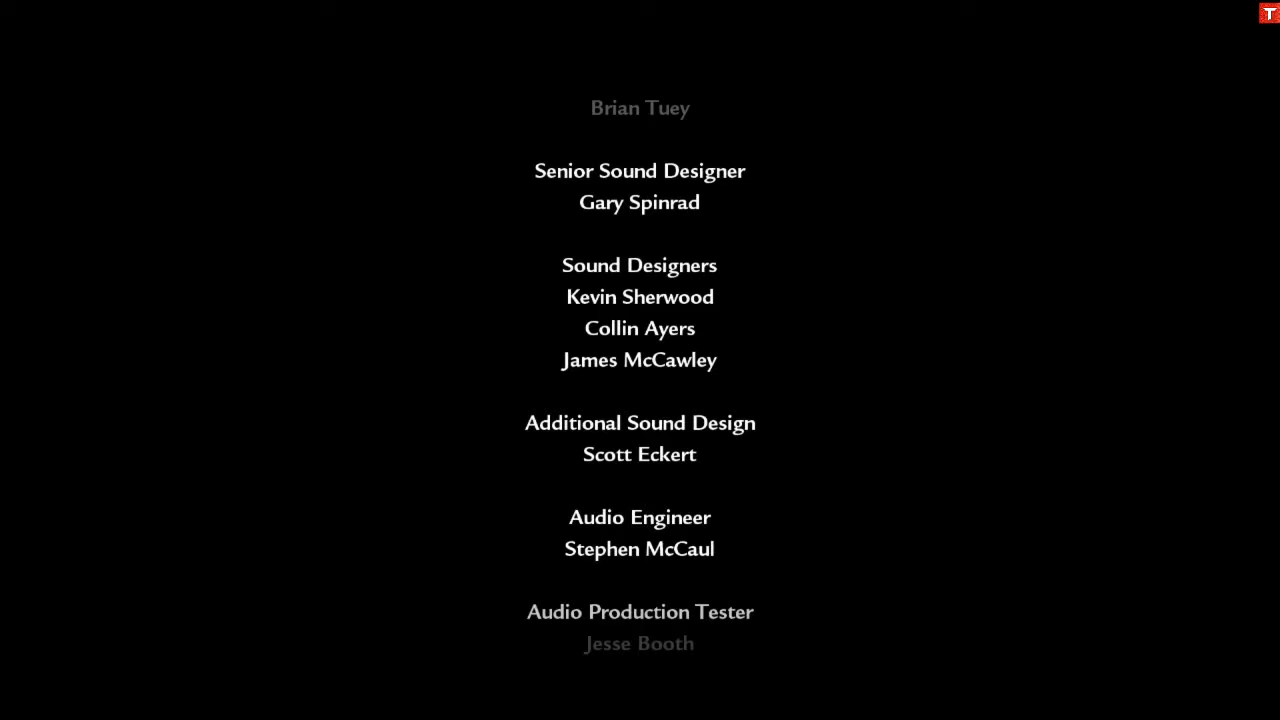 T
Brian Tuey
Senior Sound Designer
Gary Spinrad
Sound Designers
Kevin Sherwood
Collin Ayers
James McCawley
Additional Sound Design
Scott Eckert
Audio Engineer
Stephen McCaul
Audio Production Tester
Jesse Booth